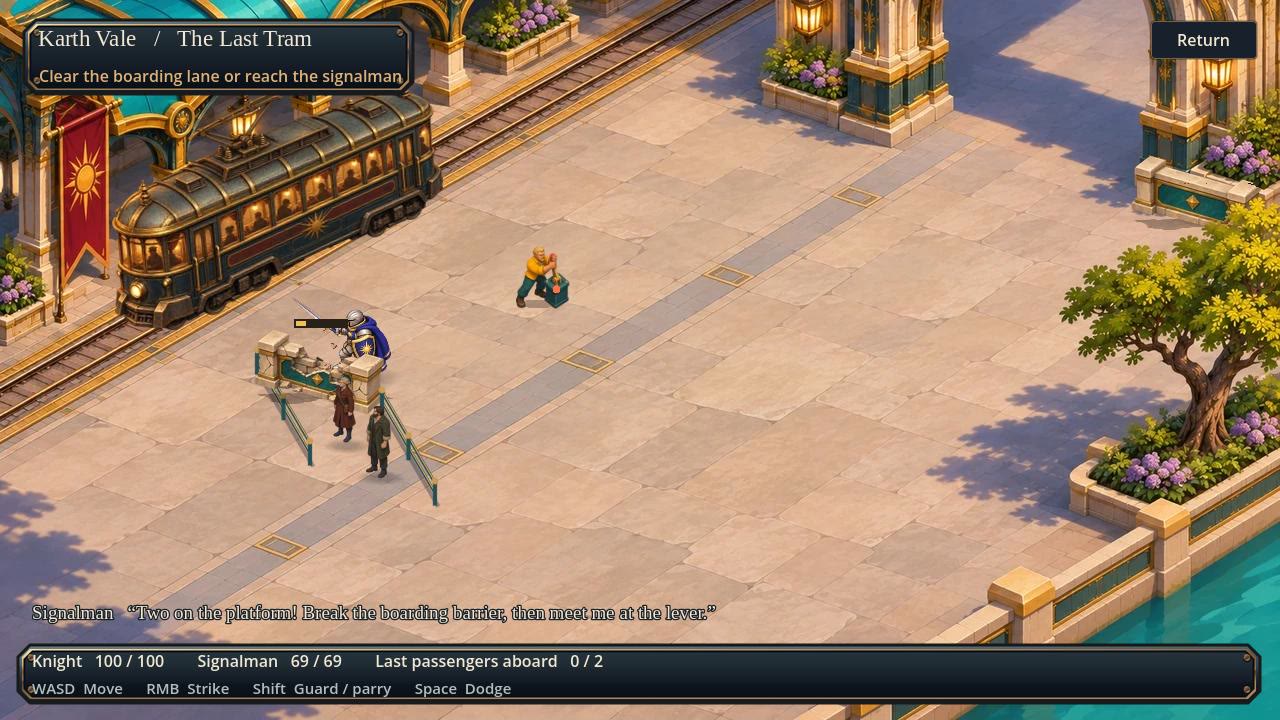 Karth Vale / The Last Tram
Clear the boarding lane or reach the signalman
Return
Signalman “Two on the platform! Break the boarding barrier, then meet me at the lever.”
Knight 100 / 100 Signalman 69 / 69 Last passengers aboard 0 / 2
WASD Move RMB Strike Shift Guard / parry Space Dodge